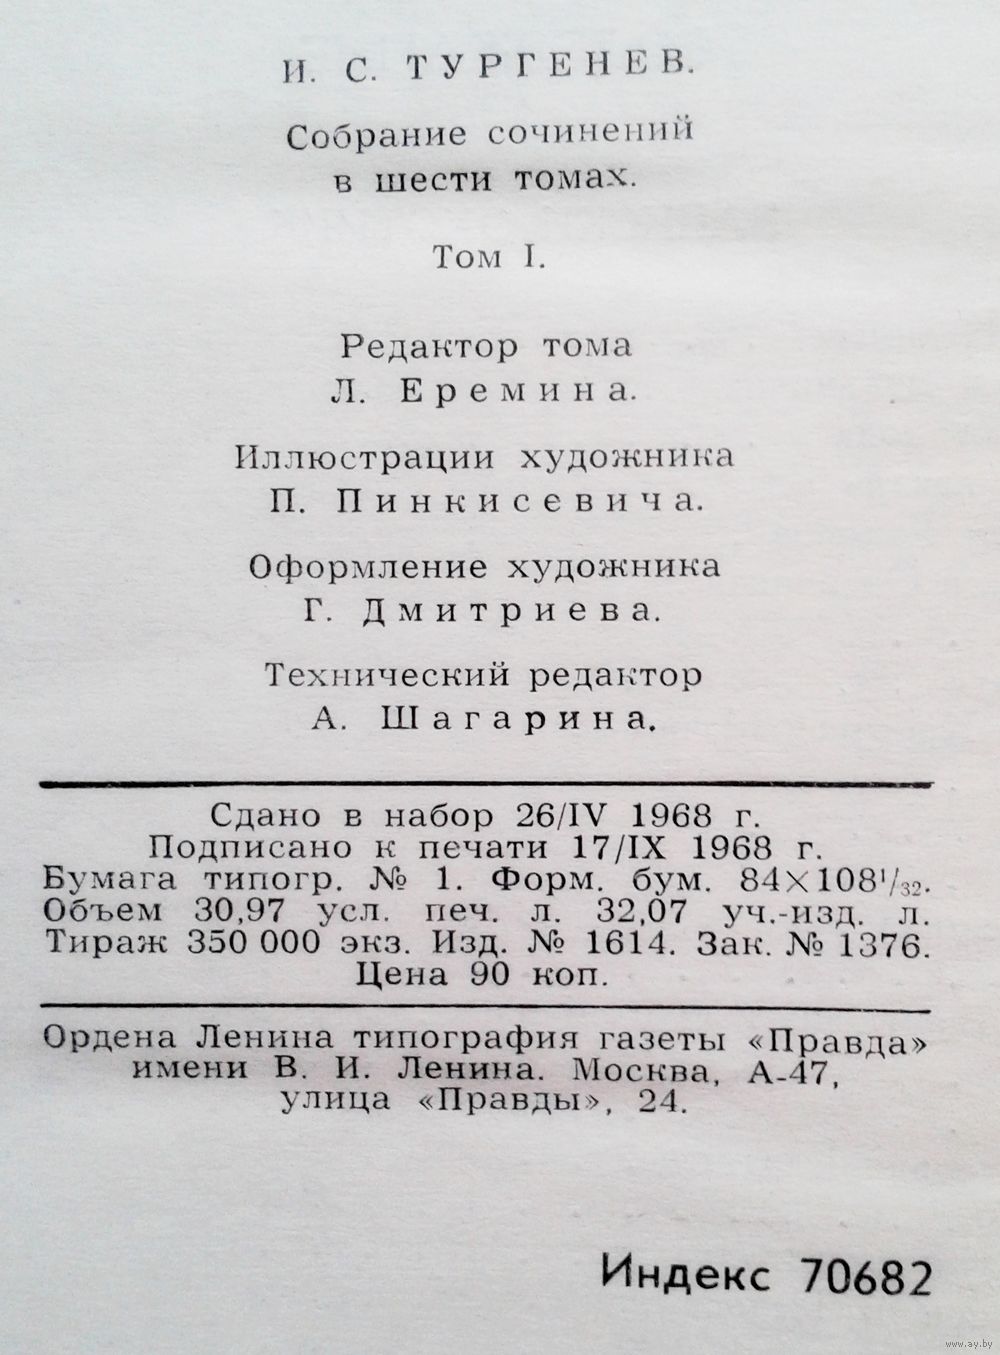 И. С. ТУРГЕНЕВ.
Собрание сочинений
в шести томах.
Том I.
Редактор тома
Л. Еремина.
Иллюстрации художника
П. Пинкисевича.
Оформление художника
Г. Дмитриева.
Технический редактор
А. Шагарина.
Сдано в набор 26/IV 1968 г.
Подписано к печати 17/IX 1968 г.
Бумага типогр. № 1. Форм. бум. 84×108¹/₃₂.
Объем 30,97 усл. печ. л. 32,07 уч.-изд. л.
Тираж 350 000 экз. Изд. № 1614. Зак. № 1376.
Цена 90 коп.
Ордена Ленина типография газеты «Правда»
имени В. И. Ленина. Москва, А-47,
улица «Правды», 24.
Индекс 70682
www.ay.by